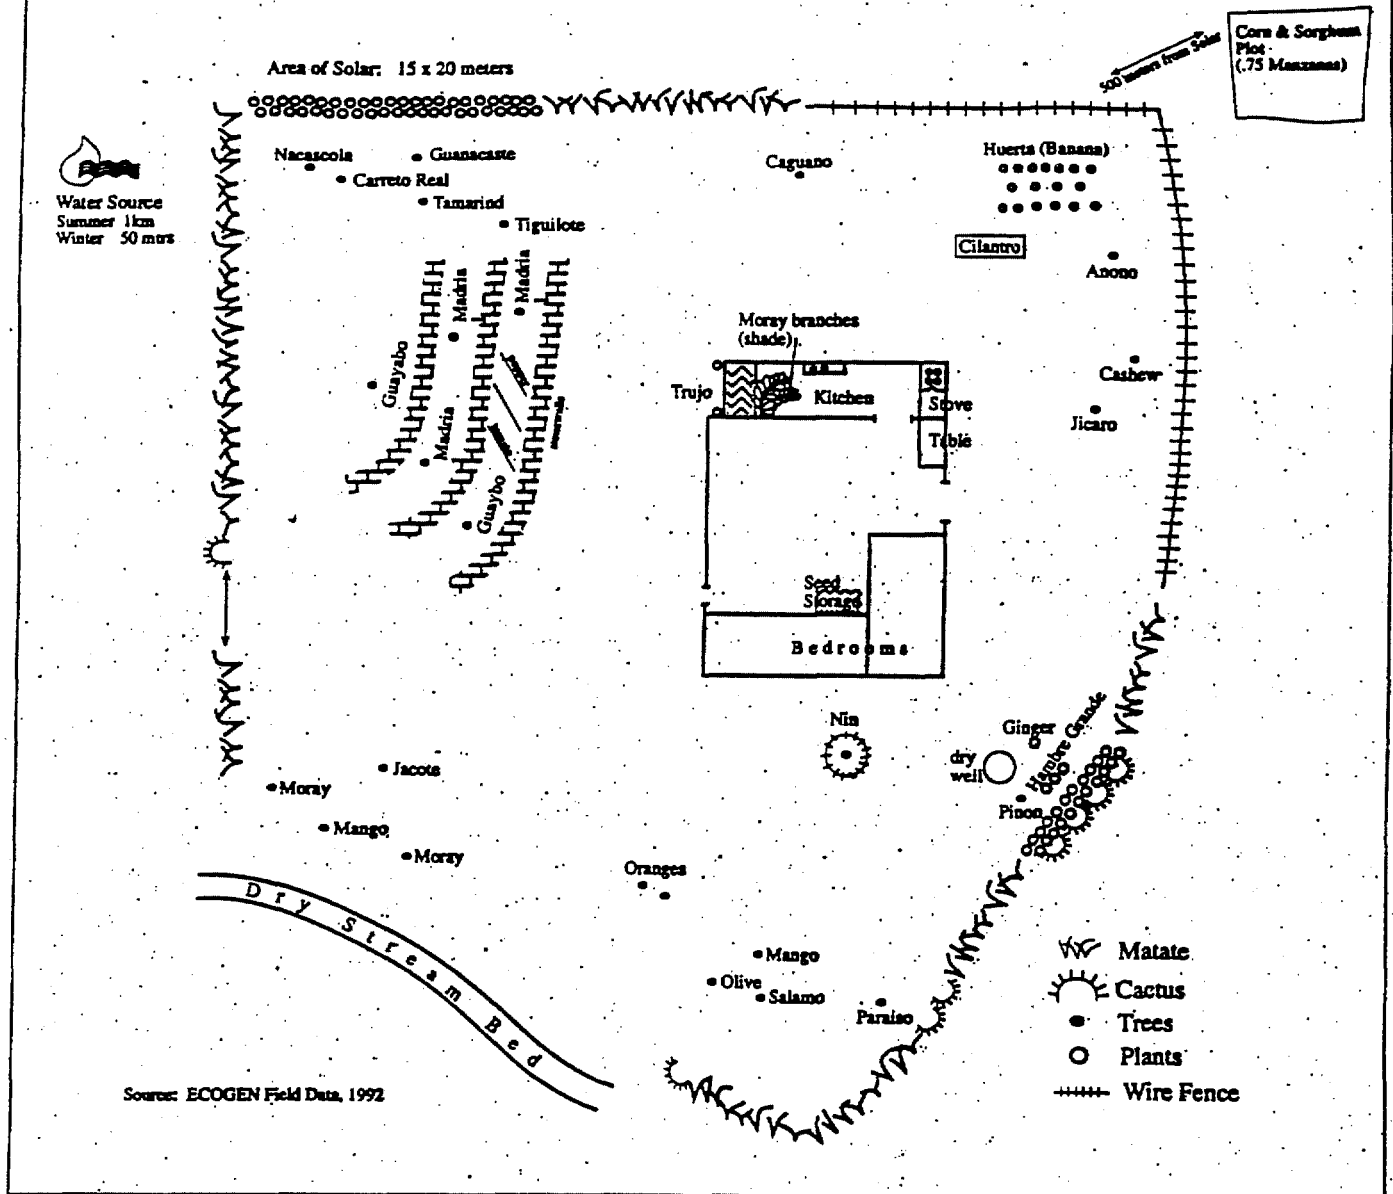 Corn & Sorghum
Plot
(.75 Manzanas)
500 meters from Solar
Area of Solar: 15 x 20 meters
Nacascola
Guanacaste
Carreto Real
Tamarind
Tiguilote
Caguano
Huerta (Banana)
Water Source
Summer 1km
Winter 50 mtrs
Cilantro
Anono
Madria
Madria
Guayabo
Madria
Guaybo
Moray branches
(shade)
Trujo
Kitchen
Stove
Table
Cashew
Jicaro
Seed
Storage
Bedrooms
Nin
Ginger
Hambre Grande
dry
well
Pinon
Jacote
Moray
Mango
Moray
Oranges
Dry Stream Bed
Mango
Olive
Salamo
Paraiso
Matate
Cactus
Trees
Plants
Wire Fence
Source: ECOGEN Field Data, 1992